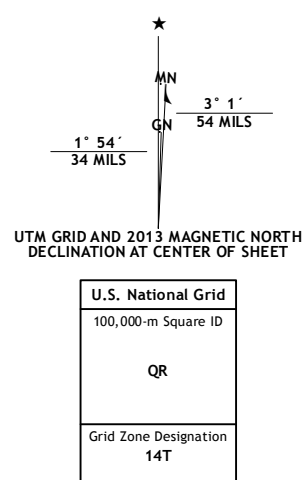 ★
MN
3° 1´
54 MILS
GN
1° 54´
34 MILS
UTM GRID AND 2013 MAGNETIC NORTH
DECLINATION AT CENTER OF SHEET
U.S. National Grid
100,000-m Square ID
QR
Grid Zone Designation
14T